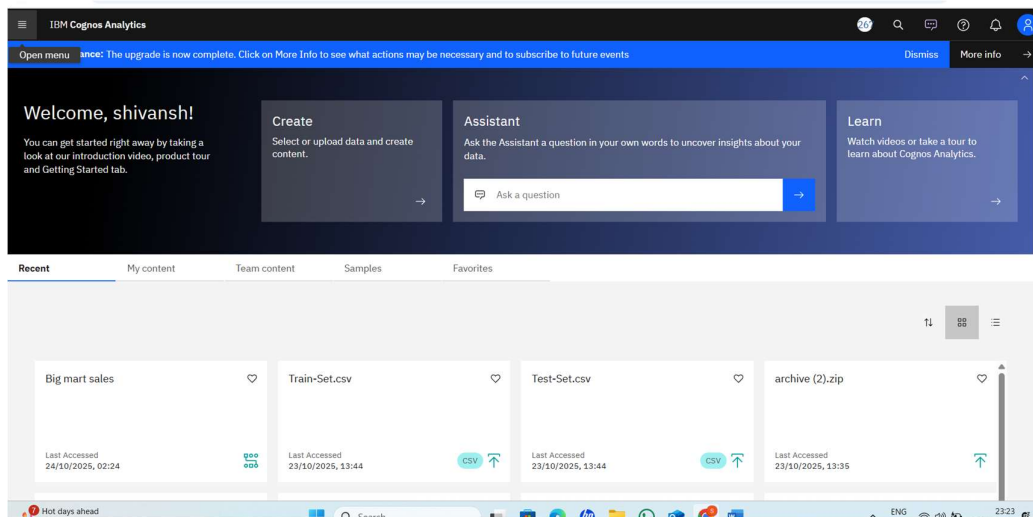 IBM Cognos Analytics
26°
Open menu
ance: The upgrade is now complete. Click on More Info to see what actions may be necessary and to subscribe to future events
Dismiss
More info
Welcome, shivansh!
You can get started right away by taking a
look at our introduction video, product tour
and Getting Started tab.
Create
Select or upload data and create
content.
Assistant
Ask the Assistant a question in your own words to uncover insights about your
data.
Ask a question
Learn
Watch videos or take a tour to
learn about Cognos Analytics.
Recent
My content
Team content
Samples
Favorites
Big mart sales
Last Accessed
24/10/2025, 02:24
Train-Set.csv
Last Accessed
23/10/2025, 13:44
CSV
Test-Set.csv
Last Accessed
23/10/2025, 13:44
CSV
archive (2).zip
Last Accessed
23/10/2025, 13:35
7
Hot days ahead
Search
ENG
23:23